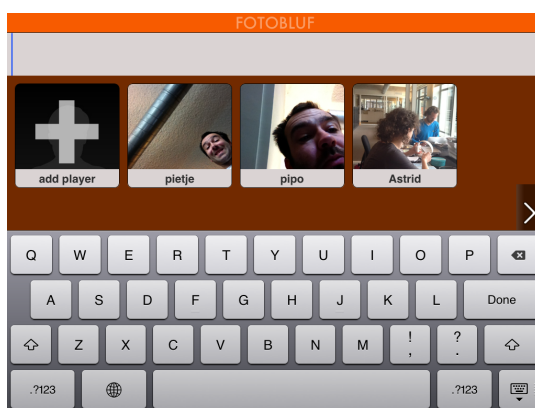 FOTOBLUF
add player
pietje
pipo
Astrid
Q W E R T Y U I O P
A S D F G H J K L Done
Z X C V B N M ! , ? .
.?123 .?123